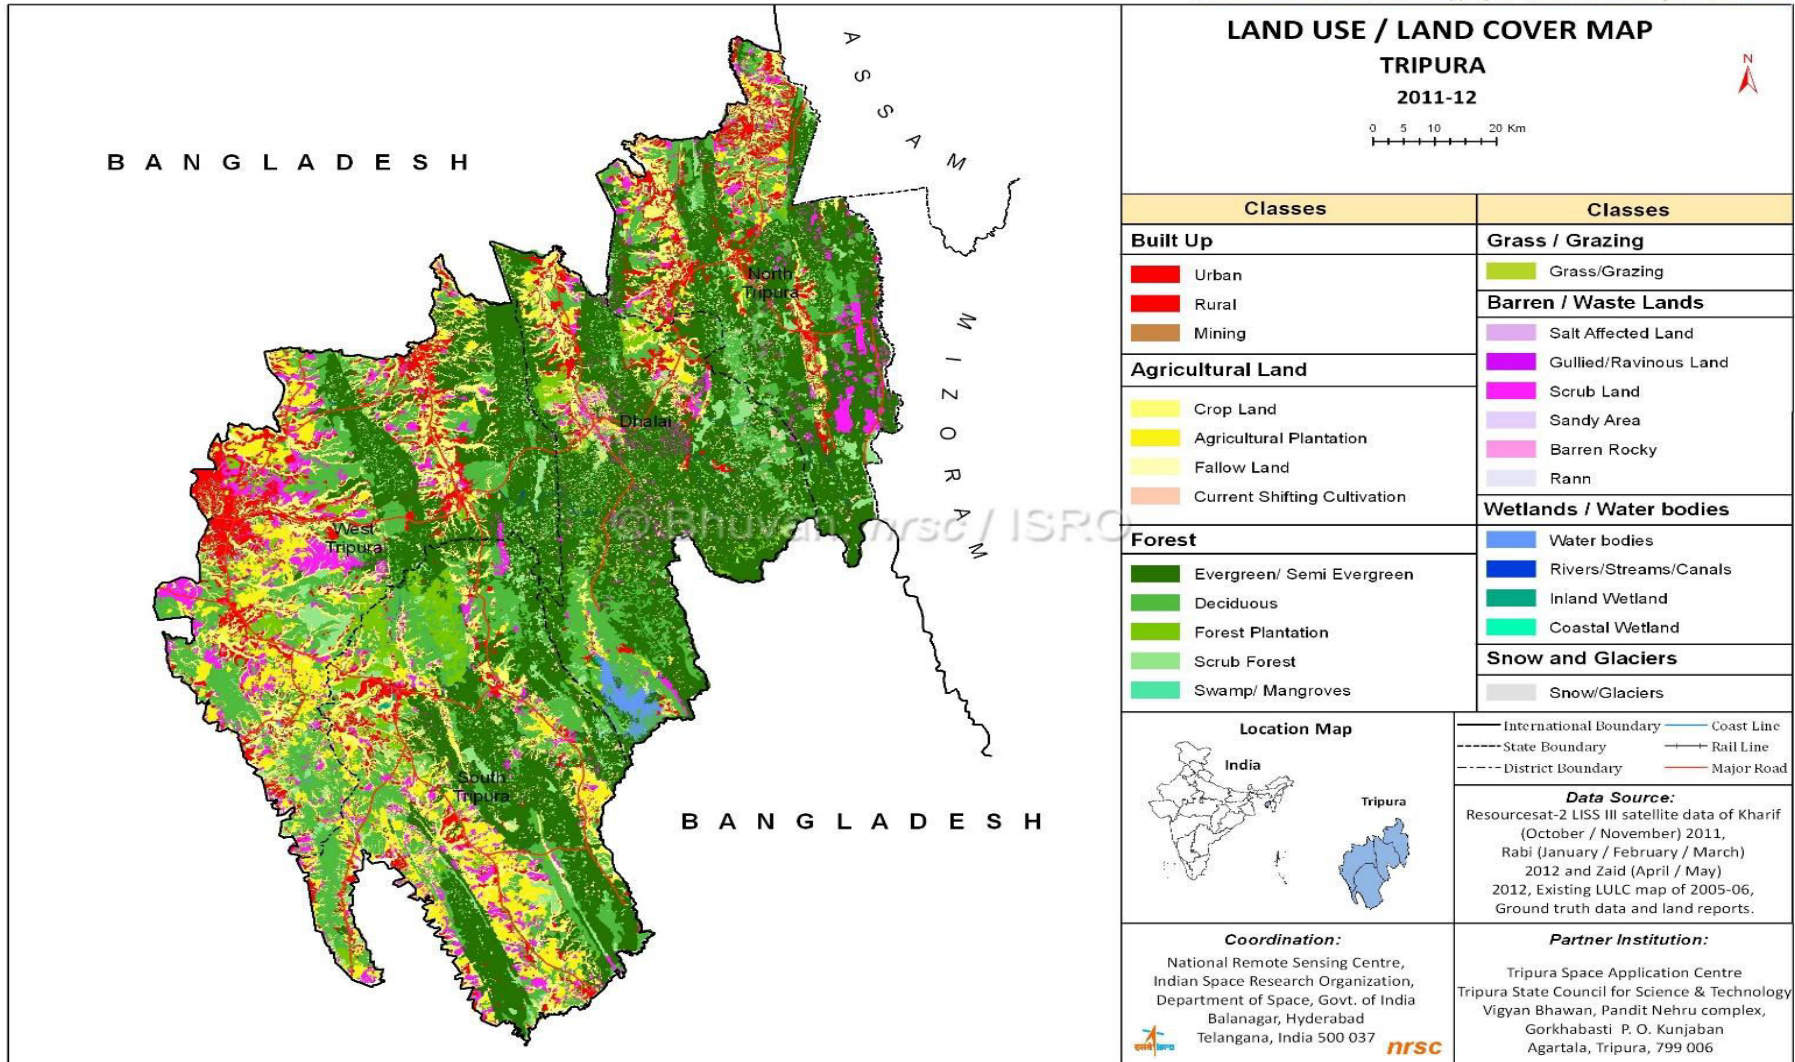 LAND USE / LAND COVER MAP
TRIPURA
2011-12
N
0 5 10 20 Km
BANGLADESH
ASSAM
MIZORAM
North
Tripura
Dhalai
West
Tripura
South
Tripura
BANGLADESH
© Bhuvan, nrsc / ISRO
Classes
Built Up
Urban
Rural
Mining
Agricultural Land
Crop Land
Agricultural Plantation
Fallow Land
Current Shifting Cultivation
Forest
Evergreen/ Semi Evergreen
Deciduous
Forest Plantation
Scrub Forest
Swamp/ Mangroves
Classes
Grass / Grazing
Grass/Grazing
Barren / Waste Lands
Salt Affected Land
Gullied/Ravinous Land
Scrub Land
Sandy Area
Barren Rocky
Rann
Wetlands / Water bodies
Water bodies
Rivers/Streams/Canals
Inland Wetland
Coastal Wetland
Snow and Glaciers
Snow/Glaciers
Location Map
India
Tripura
International Boundary
Coast Line
State Boundary
Rail Line
District Boundary
Major Road
Data Source:
Resourcesat-2 LISS III satellite data of Kharif
(October / November) 2011,
Rabi (January / February / March)
2012 and Zaid (April / May)
2012, Existing LULC map of 2005-06,
Ground truth data and land reports.
Coordination:
National Remote Sensing Centre,
Indian Space Research Organization,
Department of Space, Govt. of India
Balanagar, Hyderabad
Telangana, India 500 037
nrsc
Partner Institution:
Tripura Space Application Centre
Tripura State Council for Science & Technology
Vigyan Bhawan, Pandit Nehru complex,
Gorkhabasti P. O. Kunjaban
Agartala, Tripura, 799 006